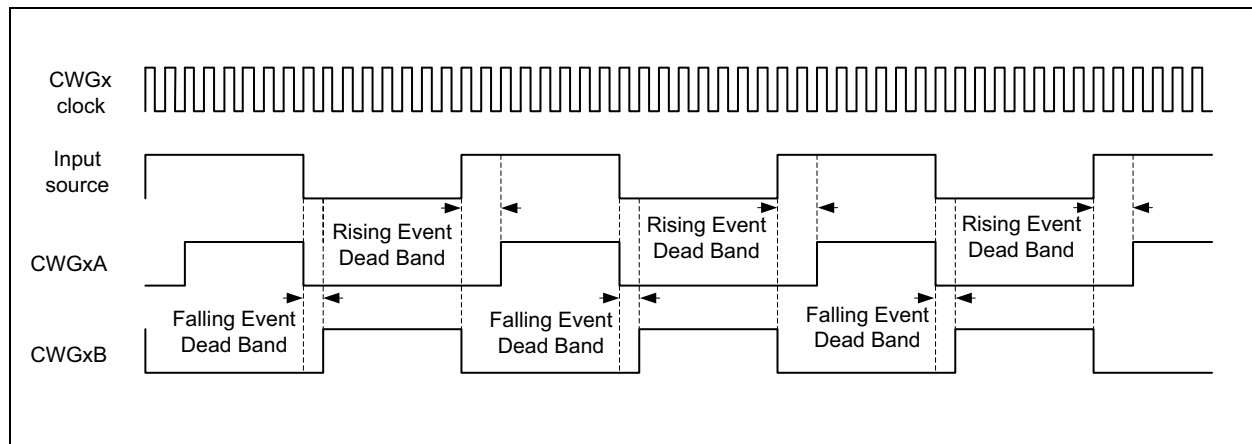 CWGx
clock
Input
source
Rising Event
Dead Band
Rising Event
Dead Band
Rising Event
Dead Band
CWGxA
Falling Event
Dead Band
Falling Event
Dead Band
Falling Event
Dead Band
CWGxB